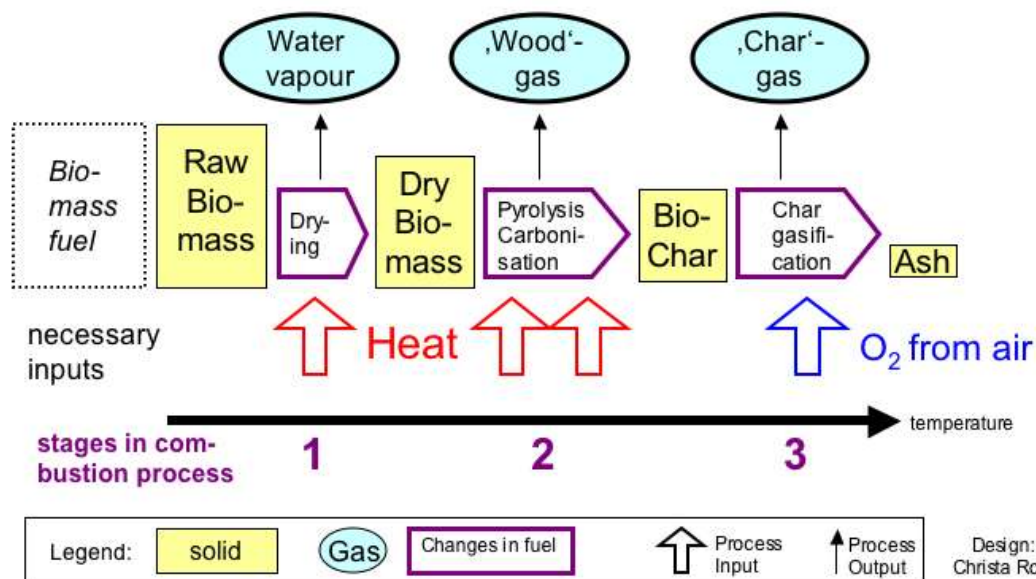 Water
vapour
‚Wood‘-
gas
‚Char‘-
gas
Bio-
mass
fuel
Raw
Bio-
mass
Dry-
ing
Dry
Bio-
mass
Pyrolysis
Carboni-
sation
Bio-
Char
Char
gasifi-
cation
Ash
necessary
inputs
Heat
O₂ from air
temperature
stages in com-
bustion process
1
2
3
Legend:
solid
Gas
Changes in fuel
Process
Input
Process
Output
Design:
Christa